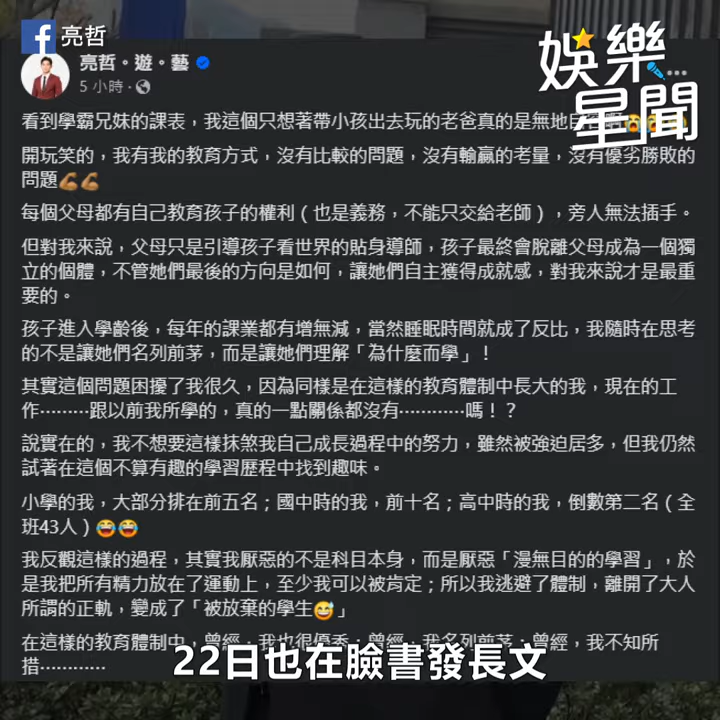 亮哲
亮哲。遊。藝
5 小時 ·
娛樂
星聞
看到學霸兄妹的課表，我這個只想著帶小孩出去玩的老爸真的是無地
開玩笑的，我有我的教育方式，沒有比較的問題，沒有輸贏的考量，沒有優劣勝敗的
問題💪💪
每個父母都有自己教育孩子的權利（也是義務，不能只交給老師），旁人無法插手。
但對我來說，父母只是引導孩子看世界的貼身導師，孩子最終會脫離父母成為一個獨
立的個體，不管她們最後的方向是如何，讓她們自主獲得成就感，對我來說才是最重
要的。
孩子進入學齡後，每年的課業都有增無減，當然睡眠時間就成了反比，我隨時在思考
的不是讓她們名列前茅，而是讓她們理解「為什麼而學」！
其實這個問題困擾了我很久，因為同樣是在這樣的教育體制中長大的我，現在的工
作⋯⋯⋯跟以前我所學的，真的一點關係都沒有⋯⋯⋯⋯嗎！？
說實在的，我不想要這樣抹煞我自己成長過程中的努力，雖然被強迫居多，但我仍然
試著在這個不算有趣的學習歷程中找到趣味。
小學的我，大部分排在前五名；國中時的我，前十名；高中時的我，倒數第二名（全
班43人）😂😂
我反觀這樣的過程，其實我厭惡的不是科目本身，而是厭惡「漫無目的的學習」，於
是我把所有精力放在了運動上，至少我可以被肯定；所以我逃避了體制，離開了大人
所謂的正軌，變成了「被放棄的學生😅」
在這樣的教育體制中，曾經，我也很優秀；曾經，我名列前茅；曾經，我不知所
措⋯⋯⋯⋯
22日也在臉書發長文